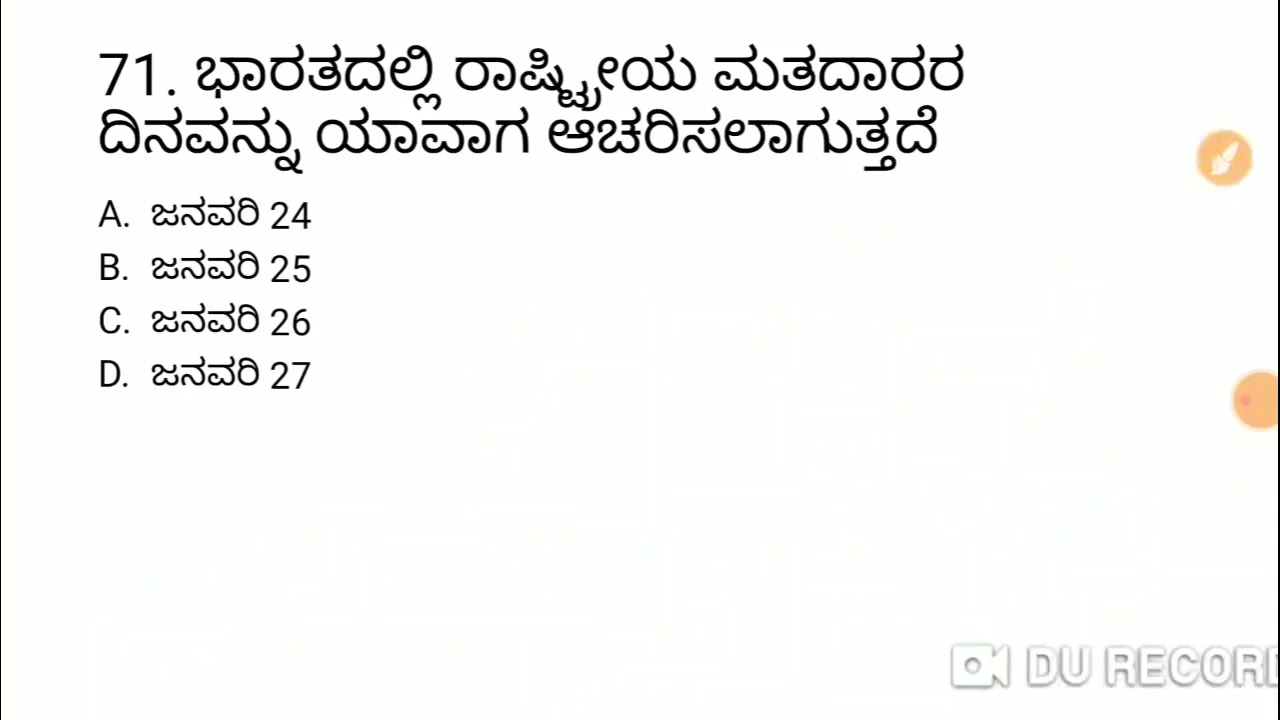 71. ಭಾರತದಲ್ಲಿ ರಾಷ್ಟ್ರೀಯ ಮತದಾರರ
ದಿನವನ್ನು ಯಾವಾಗ ಆಚರಿಸಲಾಗುತ್ತದೆ
A. ಜನವರಿ 24
B. ಜನವರಿ 25
C. ಜನವರಿ 26
D. ಜನವರಿ 27
DU RECOR